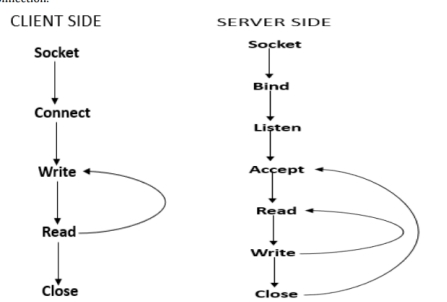 connection.
CLIENT SIDE
Socket
Connect
Write
Read
Close
SERVER SIDE
Socket
Bind
Listen
Accept
Read
Write
Close